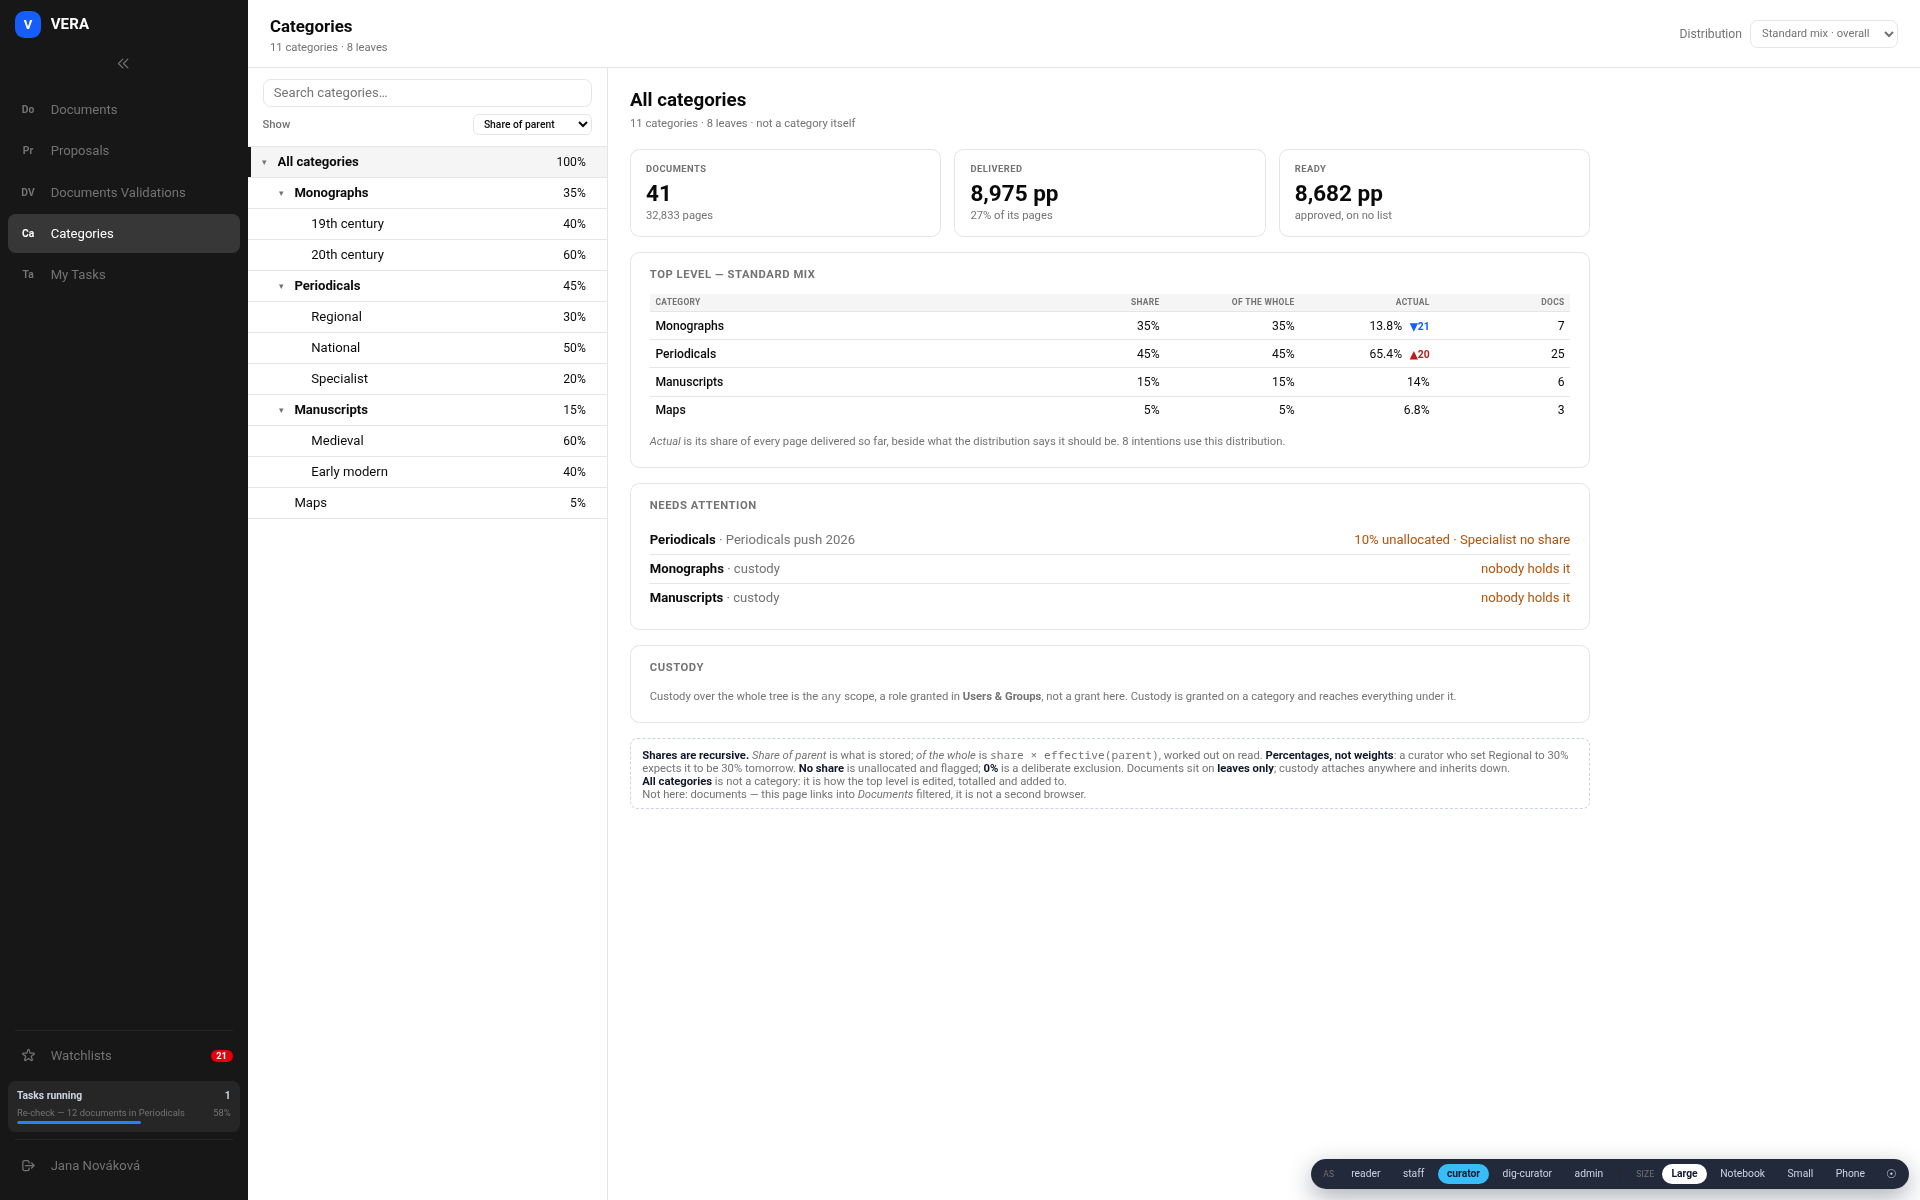 V VERA
Do Documents
Pr Proposals
DV Documents Validations
Ca Categories
Ta My Tasks
Watchlists 21
Tasks running 1
Re-check — 12 documents in Periodicals 58%
Jana Nováková
Categories
11 categories · 8 leaves
Distribution Standard mix · overall
Search categories...
Show Share of parent
All categories 100%
Monographs 35%
19th century 40%
20th century 60%
Periodicals 45%
Regional 30%
National 50%
Specialist 20%
Manuscripts 15%
Medieval 60%
Early modern 40%
Maps 5%
All categories
11 categories · 8 leaves · not a category itself
DOCUMENTS
41
32,833 pages
DELIVERED
8,975 pp
27% of its pages
READY
8,682 pp
approved, on no list
TOP LEVEL — STANDARD MIX
CATEGORY SHARE OF THE WHOLE ACTUAL DOCS
Monographs 35% 35% 13.8% ▼21 7
Periodicals 45% 45% 65.4% ▲20 25
Manuscripts 15% 15% 14% 6
Maps 5% 5% 6.8% 3
Actual is its share of every page delivered so far, beside what the distribution says it should be. 8 intentions use this distribution.
NEEDS ATTENTION
Periodicals · Periodicals push 2026 10% unallocated · Specialist no share
Monographs · custody nobody holds it
Manuscripts · custody nobody holds it
CUSTODY
Custody over the whole tree is the any scope, a role granted in Users & Groups, not a grant here. Custody is granted on a category and reaches everything under it.
Shares are recursive. Share of parent is what is stored; of the whole is share × effective(parent), worked out on read. Percentages, not weights: a curator who set Regional to 30%
expects it to be 30% tomorrow. No share is unallocated and flagged; 0% is a deliberate exclusion. Documents sit on leaves only; custody attaches anywhere and inherits down.
All categories is not a category: it is how the top level is edited, totalled and added to.
Not here: documents — this page links into Documents filtered, it is not a second browser.
AS reader staff curator dig-curator admin SIZE Large Notebook Small Phone